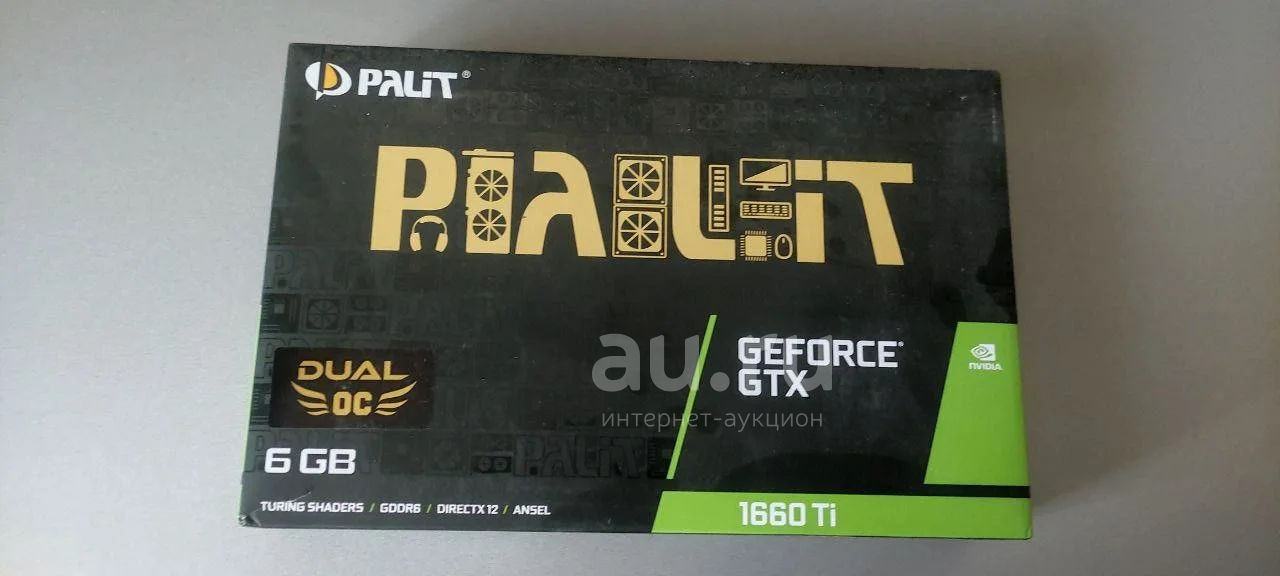 PALiT®
PALiT
GEFORCE®
GTX
NVIDIA
DUAL
OC
6 GB
TURING SHADERS / GDDR6 / DIRECTX 12 / ANSEL
1660 Ti
au.ru
интернет-аукцион